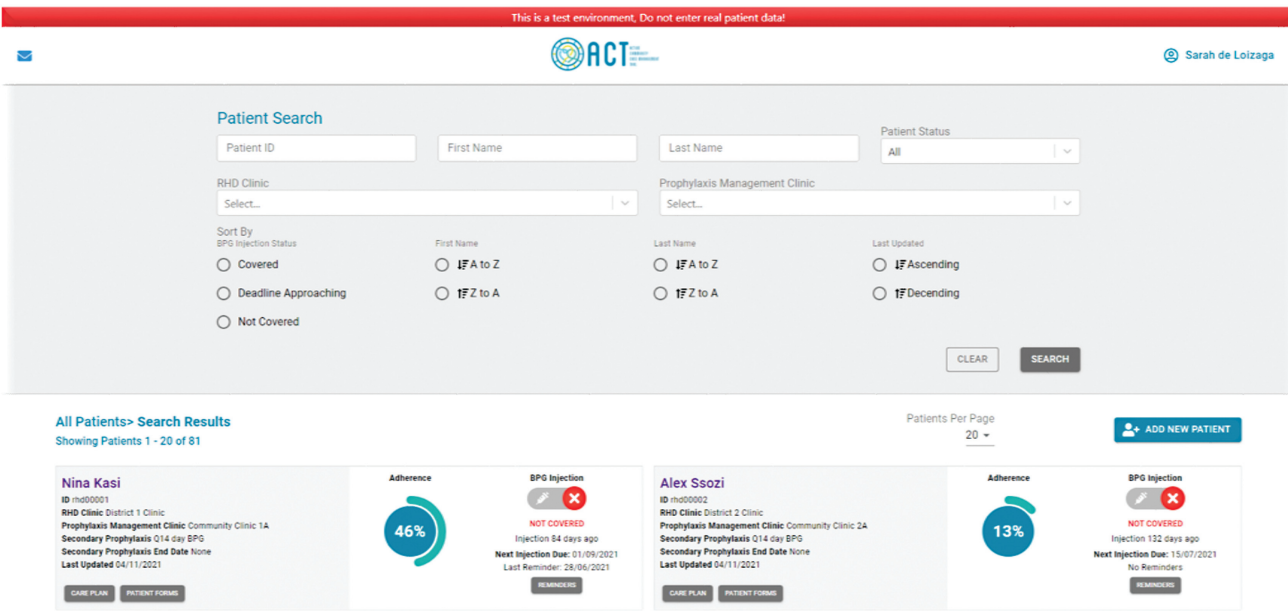 This is a test environment, Do not enter real patient data!
ACT
Sarah de Loizaga
Patient Search
Patient ID
First Name
Last Name
Patient Status
All
RHD Clinic
Select...
Prophylaxis Management Clinic
Select...
Sort By
BPG Injection Status
First Name
Last Name
Last Updated
Covered
A to Z
A to Z
Ascending
Deadline Approaching
Z to A
Z to A
Decending
Not Covered
CLEAR
SEARCH
All Patients> Search Results
Showing Patients 1 - 20 of 81
Patients Per Page
20
ADD NEW PATIENT
Nina Kasi
ID rhd00001
RHD Clinic District 1 Clinic
Prophylaxis Management Clinic Community Clinic 1A
Secondary Prophylaxis Q14 day BPG
Secondary Prophylaxis End Date None
Last Updated 04/11/2021
CARE PLAN
PATIENT FORMS
Adherence
46%
BPG Injection
NOT COVERED
Injection 84 days ago
Next Injection Due: 01/09/2021
Last Reminder: 28/06/2021
REMINDERS
Alex Ssozi
ID rhd00002
RHD Clinic District 2 Clinic
Prophylaxis Management Clinic Community Clinic 2A
Secondary Prophylaxis Q14 day BPG
Secondary Prophylaxis End Date None
Last Updated 04/11/2021
CARE PLAN
PATIENT FORMS
Adherence
13%
BPG Injection
NOT COVERED
Injection 132 days ago
Next Injection Due: 15/07/2021
No Reminders
REMINDERS